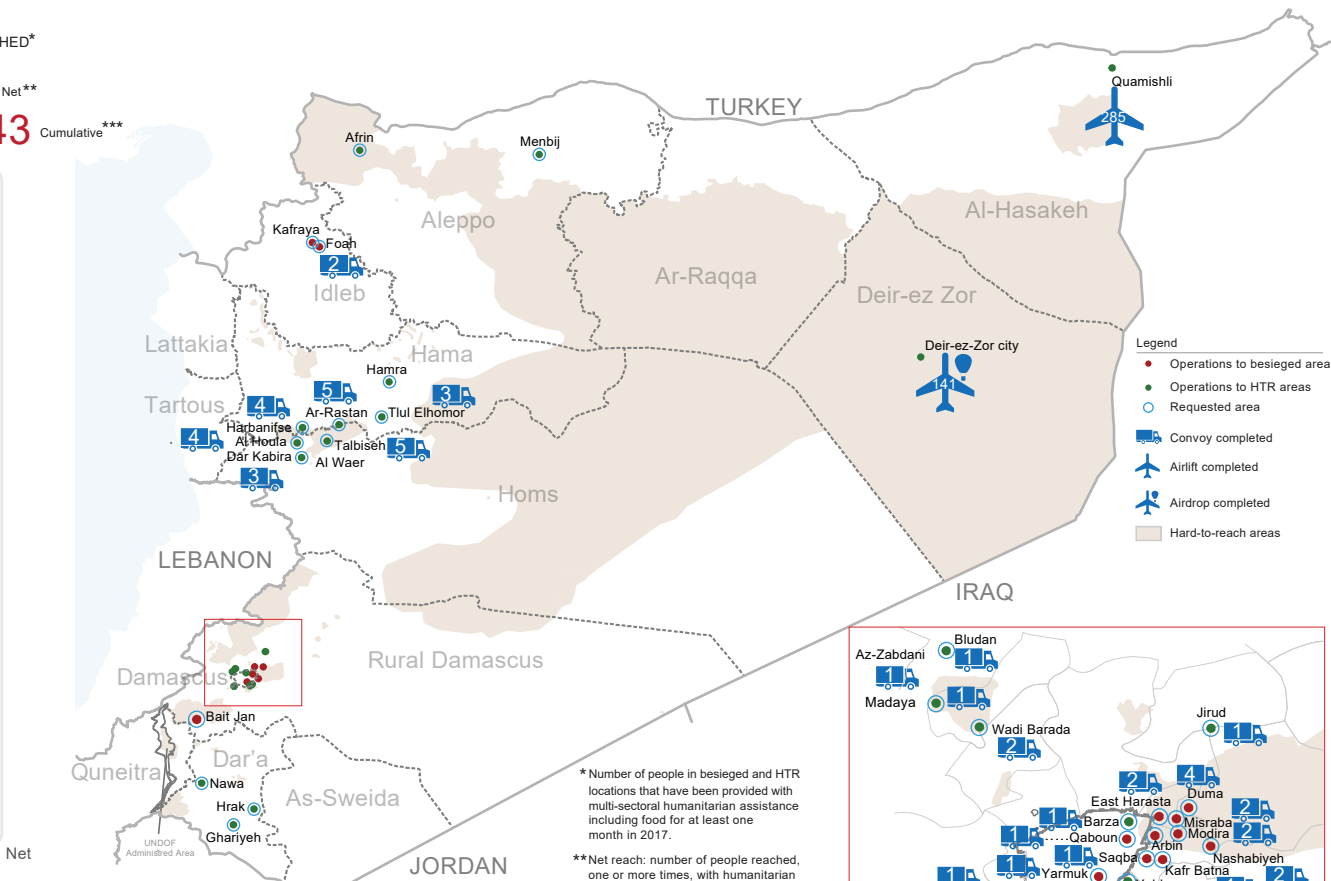 HED*
Net**
43 Cumulative***
Net
TURKEY
Quamishli
285
Afrin
Menbij
Aleppo
Al-Hasakeh
Kafraya
Foah
2
Idleb
Ar-Raqqa
Deir-ez Zor
Lattakia
Hama
Deir-ez-Zor city
141
Hamra
Tartous
5
3
4
Ar-Rastan
Tlul Elhomor
Harbanifse
4
Al Houla
Talbiseh
5
Dar Kabira
Al Waer
3
Homs
LEBANON
IRAQ
Rural Damascus
Damascus
Bait Jan
Quneitra
Dar'a
Nawa
As-Sweida
Hrak
Ghariyeh
UNDOF
Administred Area
JORDAN
Legend
Operations to besieged area
Operations to HTR areas
Requested area
Convoy completed
Airlift completed
Airdrop completed
Hard-to-reach areas
* Number of people in besieged and HTR
locations that have been provided with
multi-sectoral humanitarian assistance
including food for at least one
month in 2017.
** Net reach: number of people reached,
one or more times, with humanitarian
Bludan
Az-Zabdani
1
1
Madaya
1
Wadi Barada
2
Jirud
1
2
4
East Harasta
Duma
1
Barza
Misraba
2
1
Qaboun
Arbin
Modira
2
1
1
Saqba
Nashabiyeh
Yarmuk
Kafr Batna
1
1
2